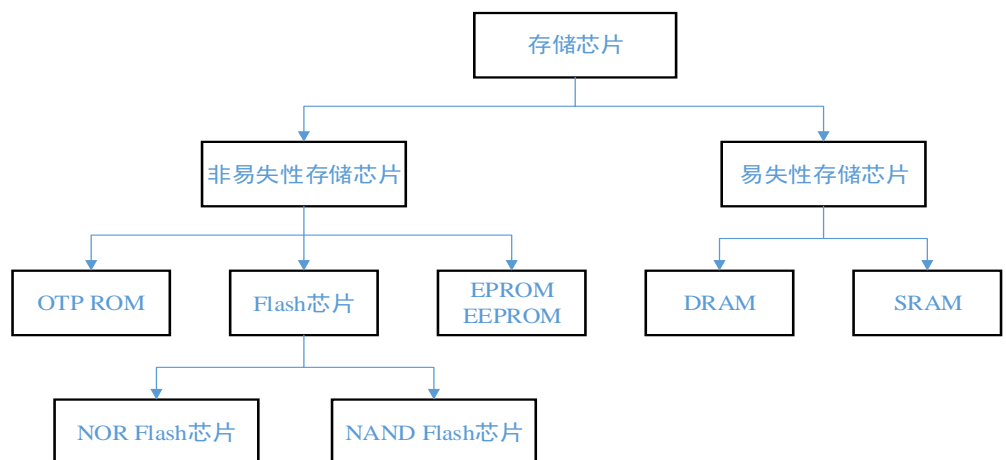 存储芯片
非易失性存储芯片
易失性存储芯片
OTP ROM
Flash芯片
EPROM
EEPROM
DRAM
SRAM
NOR Flash芯片
NAND Flash芯片